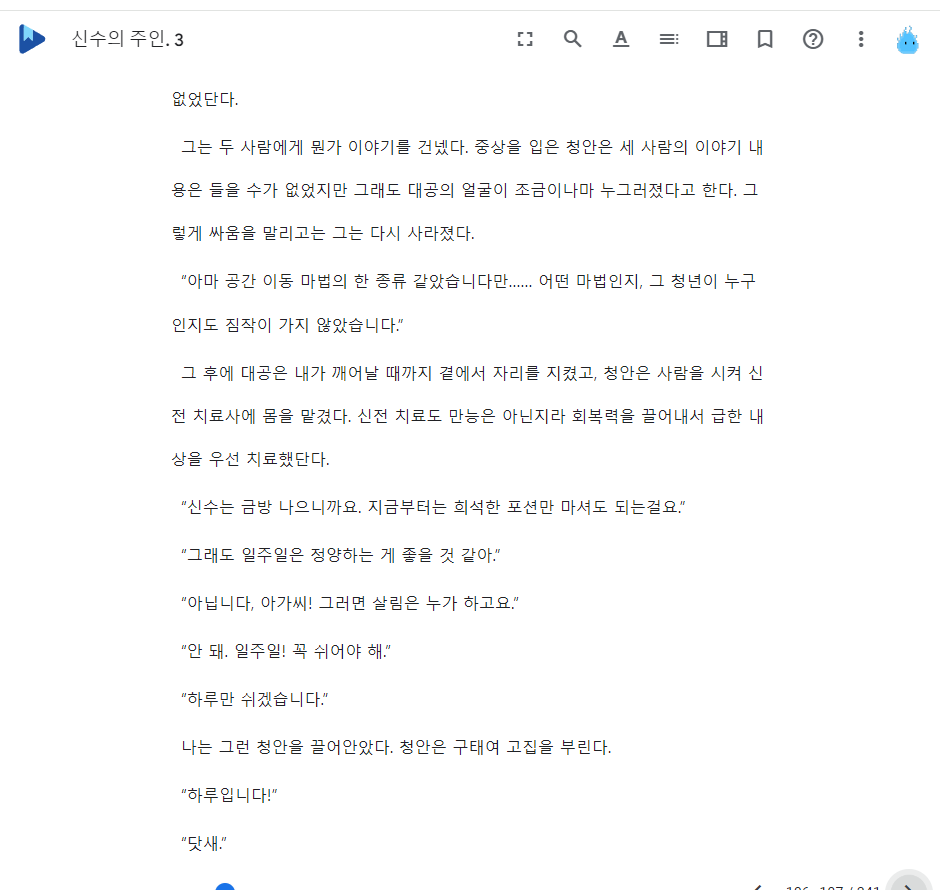 신수의 주인. 3
없었단다.
그는 두 사람에게 뭔가 이야기를 건넸다. 중상을 입은 청안은 세 사람의 이야기 내
용은 들을 수가 없었지만 그래도 대공의 얼굴이 조금이나마 누그러졌다고 한다. 그
렇게 싸움을 말리고는 그는 다시 사라졌다.
“아마 공간 이동 마법의 한 종류 같았습니다만...... 어떤 마법인지, 그 청년이 누구
인지도 짐작이 가지 않았습니다.”
그 후에 대공은 내가 깨어날 때까지 곁에서 자리를 지켰고, 청안은 사람을 시켜 신
전 치료사에 몸을 맡겼다. 신전 치료도 만능은 아닌지라 회복력을 끌어내서 급한 내
상을 우선 치료했단다.
“신수는 금방 나으니까요. 지금부터는 희석한 포션만 마셔도 되는걸요.”
“그래도 일주일은 정양하는 게 좋을 것 같아.”
“아닙니다, 아가씨! 그러면 살림은 누가 하고요.”
“안 돼. 일주일! 꼭 쉬어야 해.”
“하루만 쉬겠습니다.”
나는 그런 청안을 끌어안았다. 청안은 구태여 고집을 부린다.
“하루입니다!”
“닷새.”